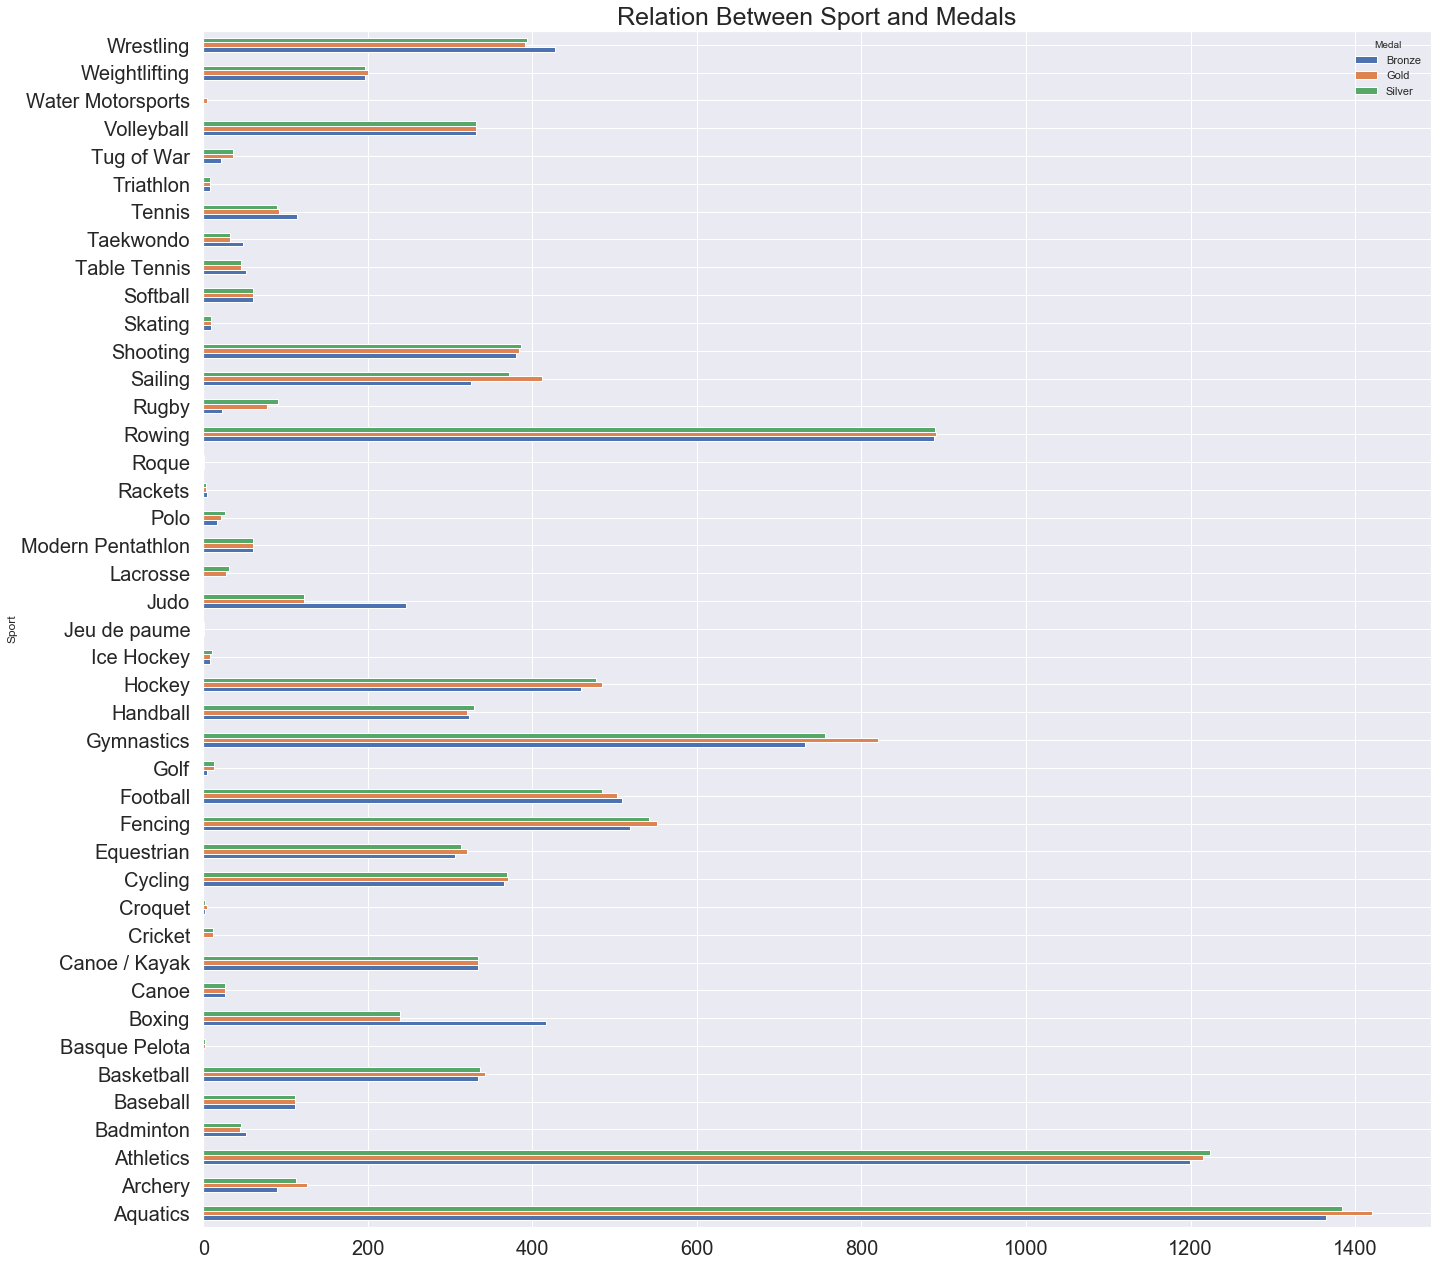 Relation Between Sport and Medals
Medal
Bronze
Gold
Silver
Sport
Wrestling
Weightlifting
Water Motorsports
Volleyball
Tug of War
Triathlon
Tennis
Taekwondo
Table Tennis
Softball
Skating
Shooting
Sailing
Rugby
Rowing
Roque
Rackets
Polo
Modern Pentathlon
Lacrosse
Judo
Jeu de paume
Ice Hockey
Hockey
Handball
Gymnastics
Golf
Football
Fencing
Equestrian
Cycling
Croquet
Cricket
Canoe / Kayak
Canoe
Boxing
Basque Pelota
Basketball
Baseball
Badminton
Athletics
Archery
Aquatics
0 200 400 600 800 1000 1200 1400